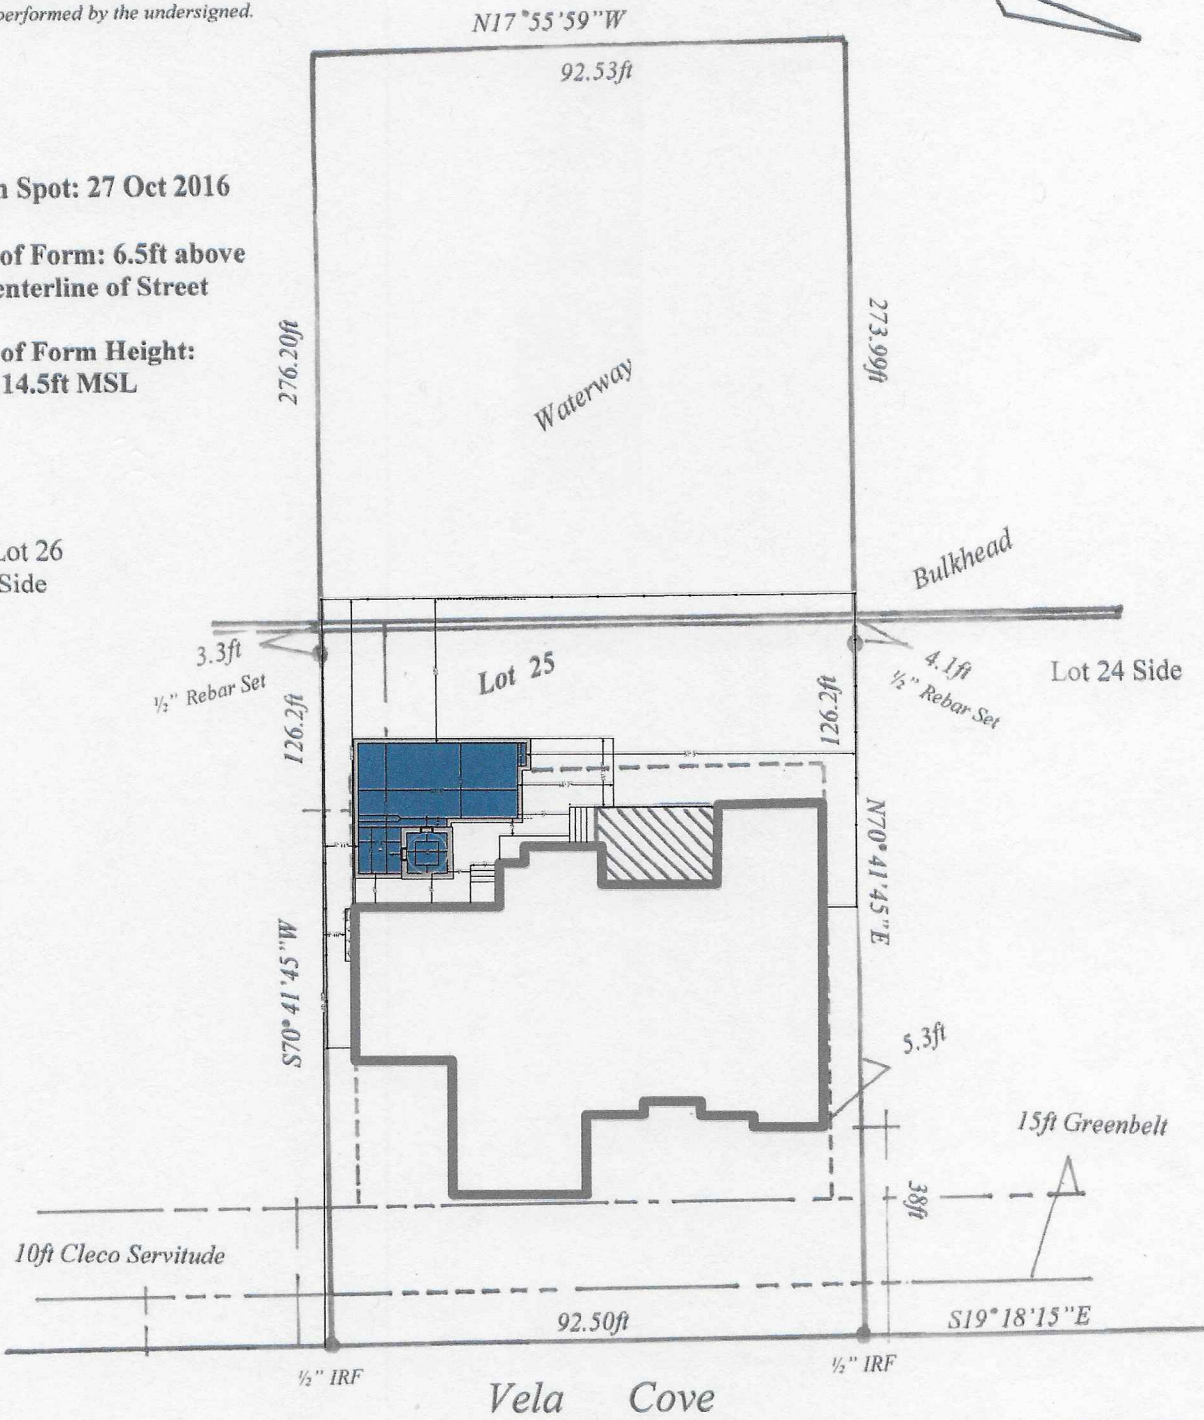 performed by the undersigned.
N17°55'59"W
92.53ft
Spot: 27 Oct 2016
of Form: 6.5ft above
enterline of Street
of Form Height:
14.5ft MSL
276.20ft
273.99ft
Waterway
Lot 26
Side
Bulkhead
3.3ft
½" Rebar Set
Lot 25
4.1ft
½" Rebar Set
Lot 24 Side
126.2ft
126.2ft
N70°41'45"E
S70°41'45"W
5.3ft
15ft Greenbelt
38ft
10ft Cleco Servitude
92.50ft
S19°18'15"E
½" IRF
½" IRF
Vela Cove